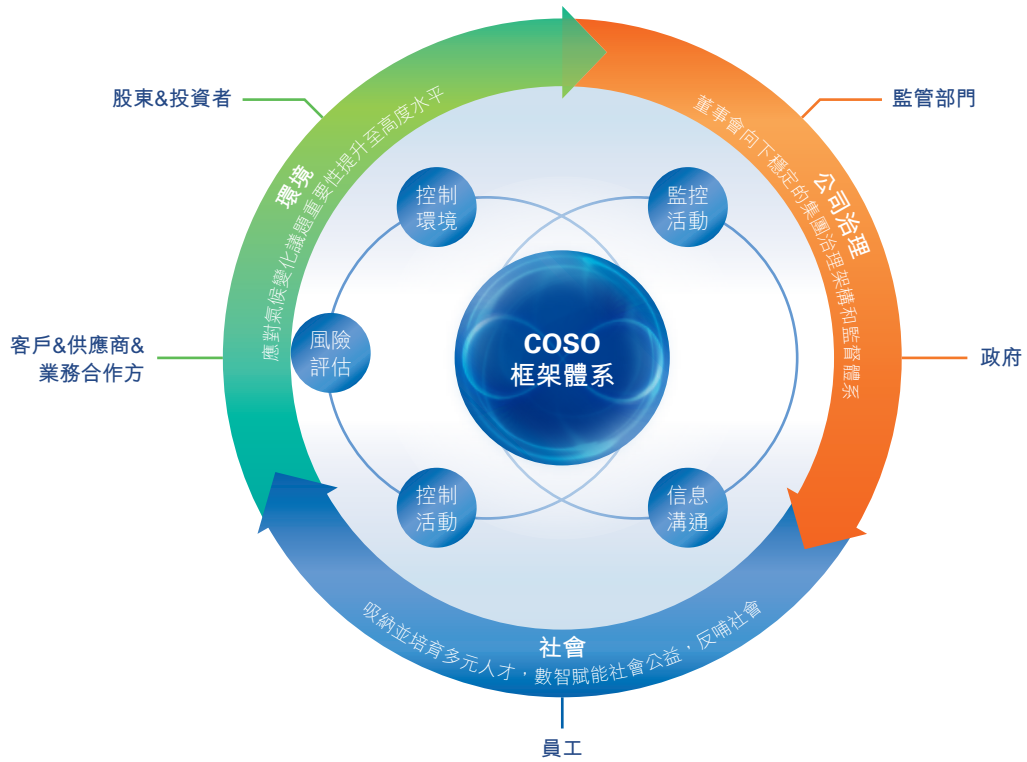 股東&投資者
監管部門
環境
應對氣候變化議題重要性提升至高度水平
公司治理
董事會向下穩定的集團治理架構和監督體系
控制
環境
監控
活動
客戶&供應商&
業務合作方
風險
評估
COSO
框架體系
政府
控制
活動
信息
溝通
社會
吸納並培育多元人才，數智賦能社會公益，反哺社會
員工